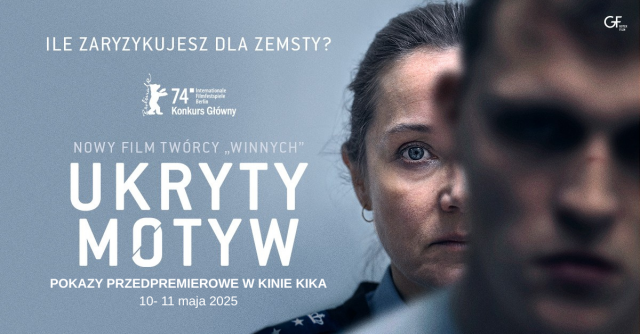 ILE ZARYZYKUJESZ DLA ZEMSTY?
74
Internationale
Filmfestspiele
Berlin
Konkurs Główny
NOWY FILM TWÓRCY „WINNYCH”
UKRYTY
MOTYW
POKAZY PRZEDPREMIEROWE W KINIE KIKA
10- 11 maja 2025
GF